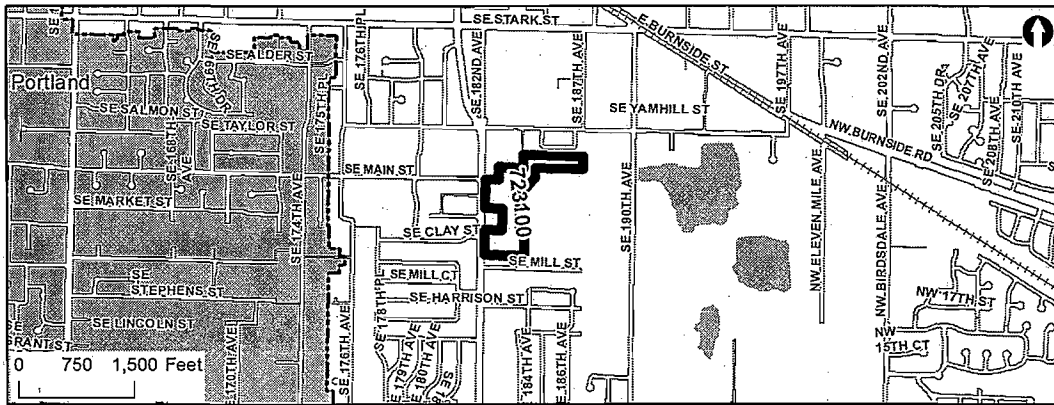 SE STARK ST
E. BURNSIDE ST
SE ALDER ST
SE 169TH DR
SE 175TH PL
SE 176TH PL
SE 182ND AVE
SE 187TH AVE
SE 197TH AVE
SE 202ND AVE
SE 205TH DR
SE 207TH AVE
SE 208TH AVE
SE 210TH AVE
Portland
SE SALMON ST
SE TAYLOR ST
SE YAMHILL ST
NW BURNSIDE RD
SE 168TH AVE
SE MAIN ST
SE MARKET ST
SE 174TH AVE
723100
SE CLAY ST
SE 190TH AVE
NW ELEVEN MILE AVE
NW BIRDSDALE AVE
SE MILL ST
SE MILL CT
SE STEPHENS ST
SE 178TH PL
SE HARRISON ST
NW 17TH ST
SE LINCOLN ST
NW 15TH CT
GRANT ST
SE 170TH AVE
SE 176TH AVE
SE 179TH AVE
SE 180TH AVE
SE 184TH AVE
SE 186TH AVE
0 750 1,500 Feet